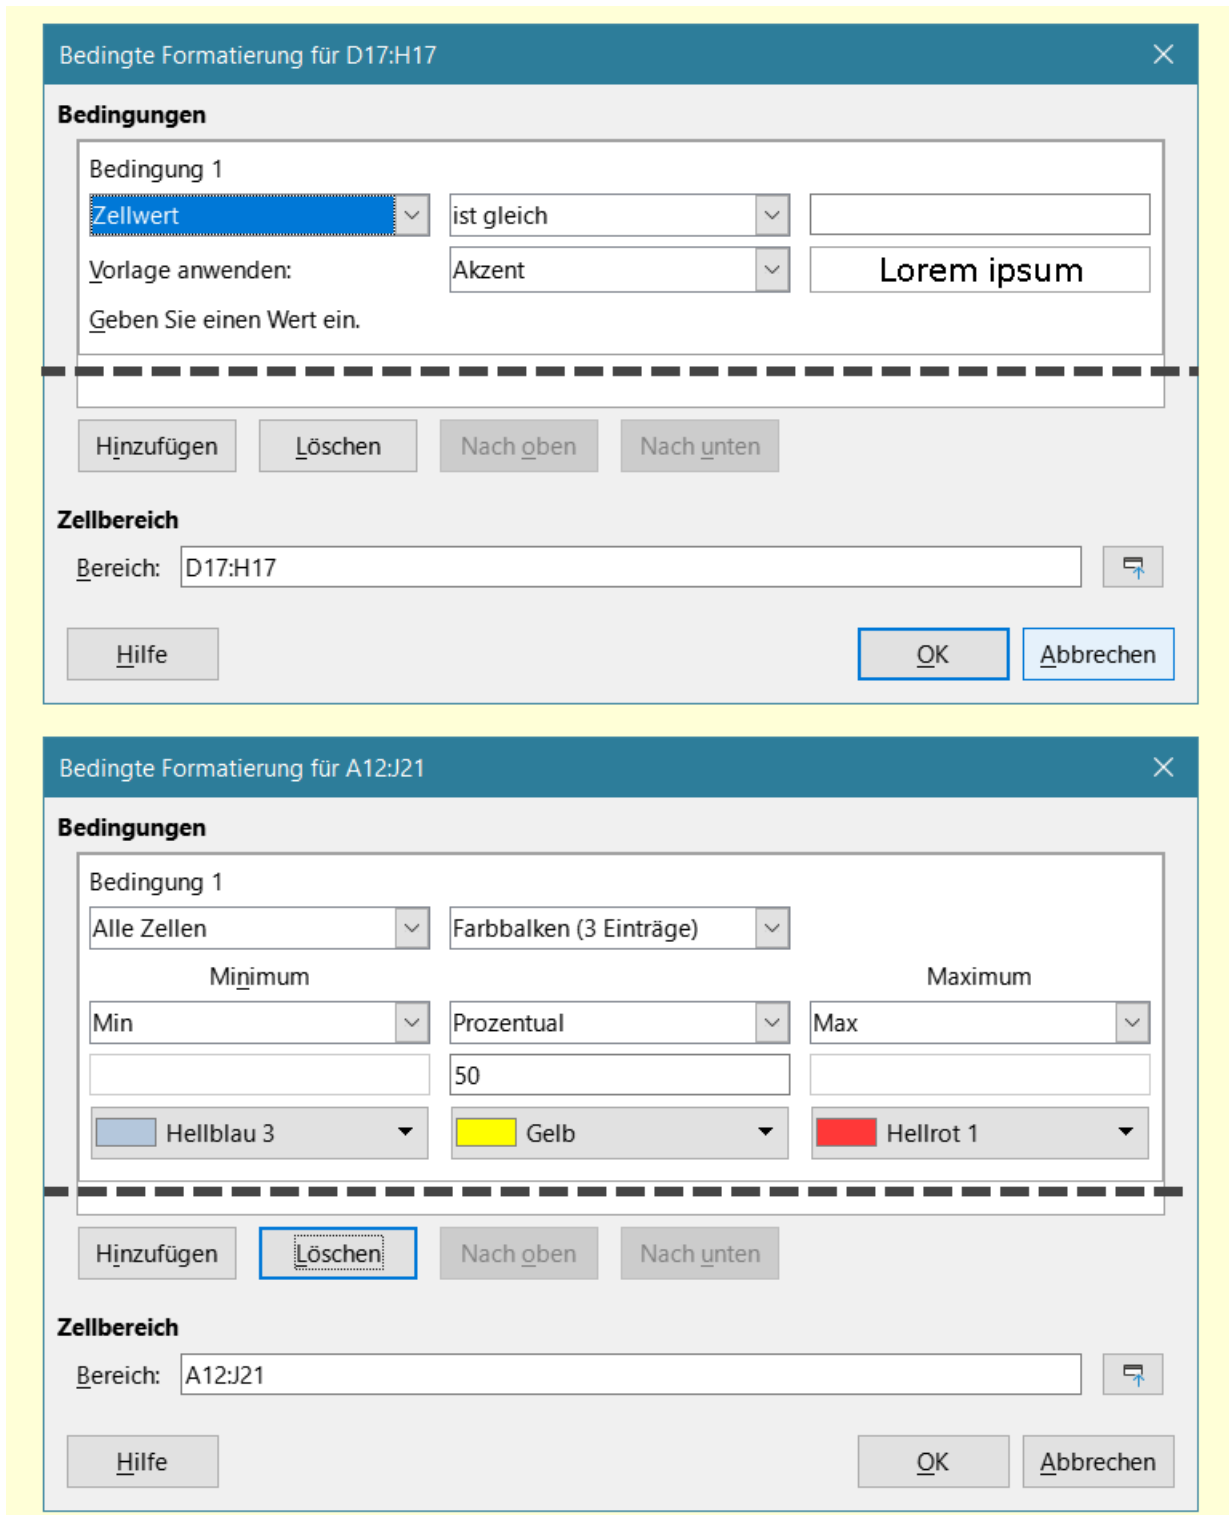 Bedingte Formatierung für D17:H17
Bedingungen
Bedingung 1
Zellwert ist gleich
Vorlage anwenden: Akzent Lorem ipsum
Geben Sie einen Wert ein.
Hinzufügen Löschen Nach oben Nach unten
Zellbereich
Bereich: D17:H17
Hilfe OK Abbrechen
Bedingte Formatierung für A12:J21
Bedingungen
Bedingung 1
Alle Zellen Farbbalken (3 Einträge)
Minimum Maximum
Min Prozentual Max
50
Hellblau 3 Gelb Hellrot 1
Hinzufügen Löschen Nach oben Nach unten
Zellbereich
Bereich: A12:J21
Hilfe OK Abbrechen